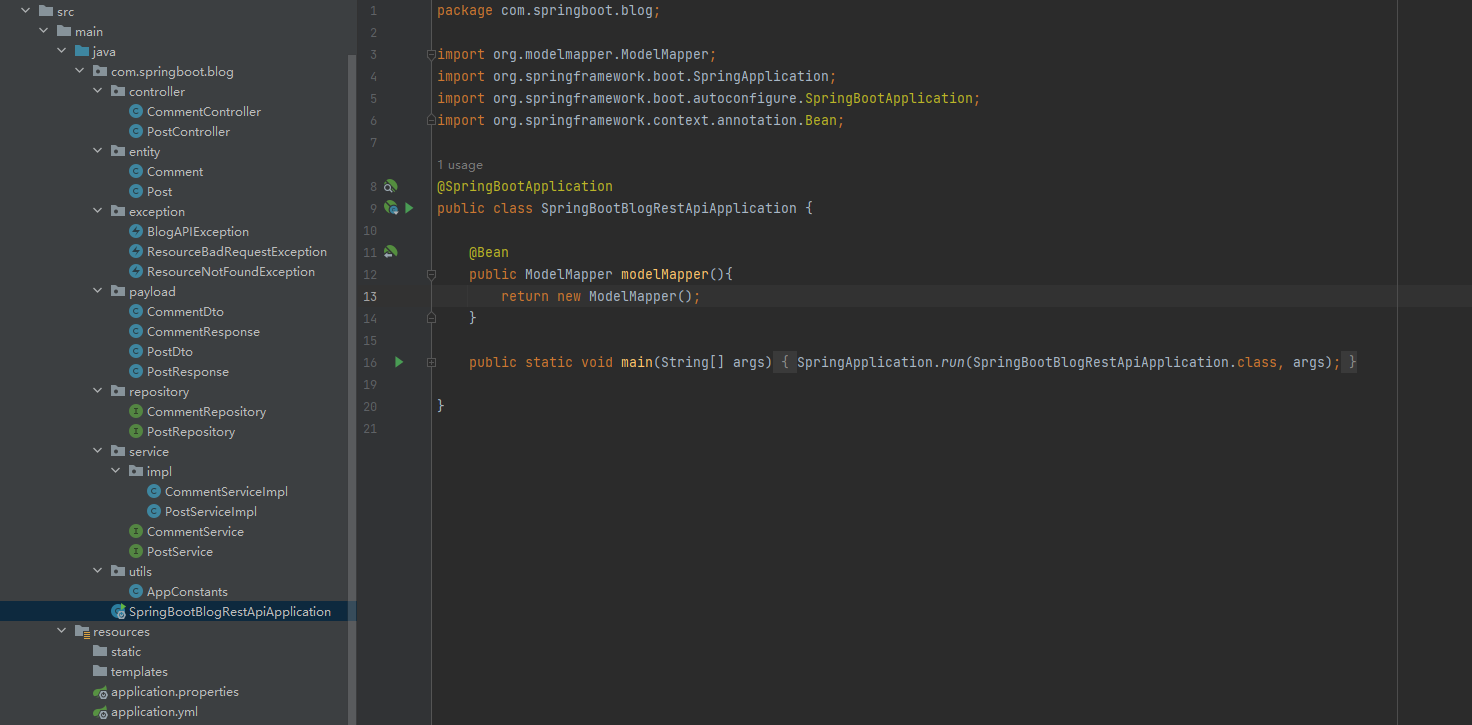 src
main
java
com.springboot.blog
controller
CommentController
PostController
entity
Comment
Post
exception
BlogAPIException
ResourceBadRequestException
ResourceNotFoundException
payload
CommentDto
CommentResponse
PostDto
PostResponse
repository
CommentRepository
PostRepository
service
impl
CommentServiceImpl
PostServiceImpl
CommentService
PostService
utils
AppConstants
SpringBootBlogRestApiApplication
resources
static
templates
application.properties
application.yml
1 package com.springboot.blog;
2
3 import org.modelmapper.ModelMapper;
4 import org.springframework.boot.SpringApplication;
5 import org.springframework.boot.autoconfigure.SpringBootApplication;
6 import org.springframework.context.annotation.Bean;
7
1 usage
8 @SpringBootApplication
9 public class SpringBootBlogRestApiApplication {
10
11 @Bean
12 public ModelMapper modelMapper(){
13 return new ModelMapper();
14 }
15
16 public static void main(String[] args) { SpringApplication.run(SpringBootBlogRestApiApplication.class, args); }
19
20 }
21